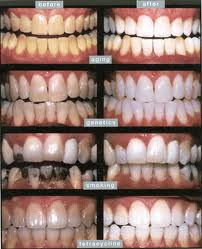 before after
aging
genetics
smoking
tetracycline